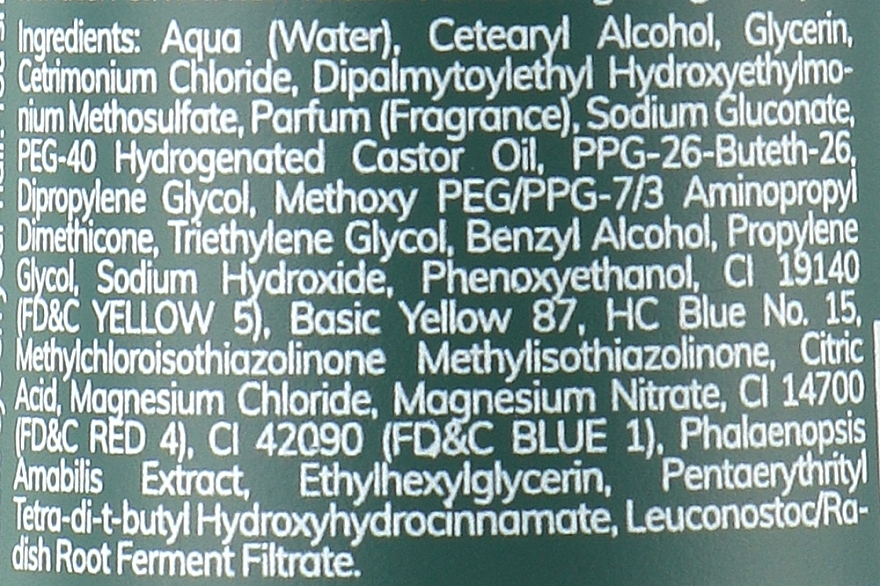 Ingredients: Aqua (Water), Cetearyl Alcohol, Glycerin,
Cetrimonium Chloride, Dipalmytoylethyl Hydroxyethylmo-
nium Methosulfate, Parfum (Fragrance), Sodium Gluconate,
PEG-40 Hydrogenated Castor Oil, PPG-26-Buteth-26,
Dipropylene Glycol, Methoxy PEG/PPG-7/3 Aminopropyl
Dimethicone, Triethylene Glycol, Benzyl Alcohol, Propylene
Glycol, Sodium Hydroxide, Phenoxyethanol, CI 19140
(FD&C YELLOW 5), Basic Yellow 87, HC Blue No. 15,
Methylchloroisothiazolinone Methylisothiazolinone, Citric
Acid, Magnesium Chloride, Magnesium Nitrate, CI 14700
(FD&C RED 4), CI 42090 (FD&C BLUE 1), Phalaenopsis
Amabilis Extract, Ethylhexylglycerin, Pentaerythrityl
Tetra-di-t-butyl Hydroxyhydrocinnamate, Leuconostoc/Ra-
dish Root Ferment Filtrate.